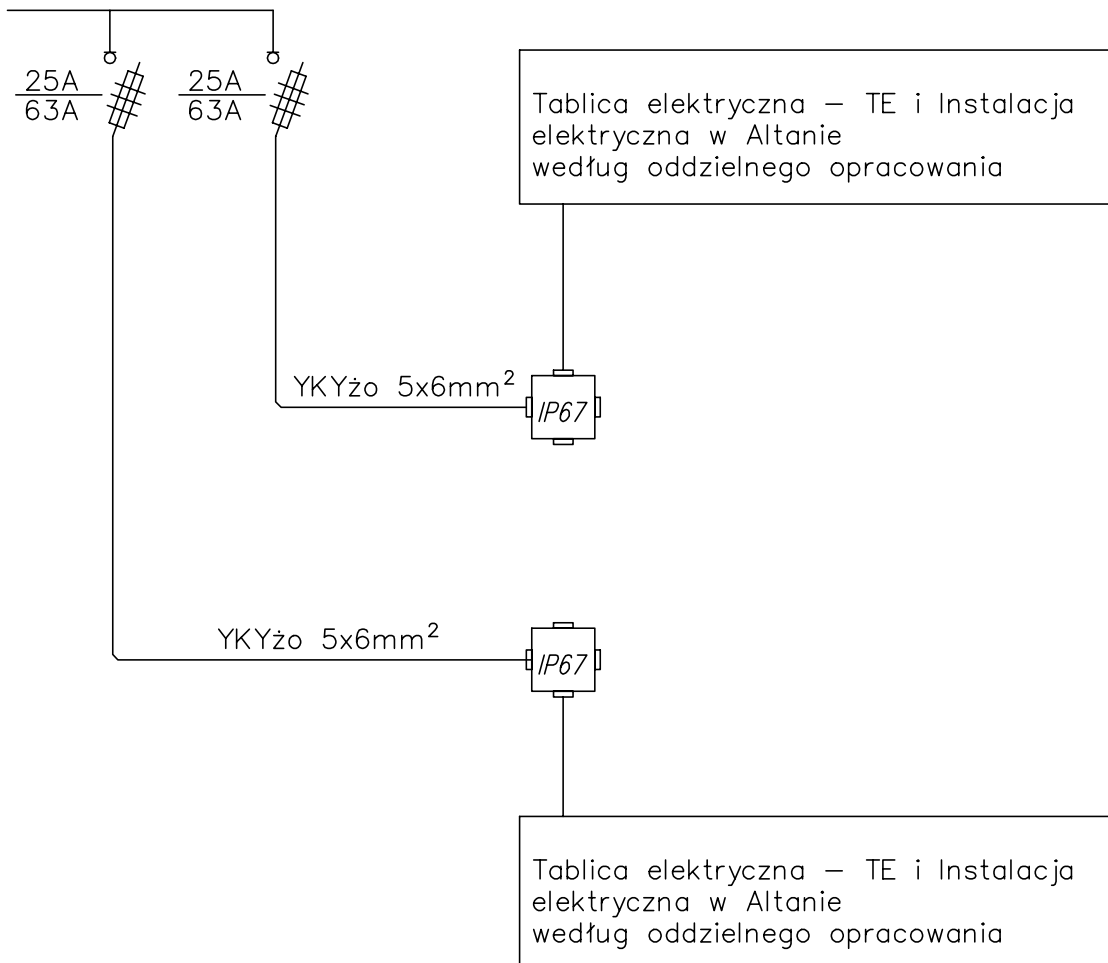 25A
63A
25A
63A
Tablica elektryczna – TE i Instalacja
elektryczna w Altanie
według oddzielnego opracowania
YKYżo 5x6mm²
IP67
YKYżo 5x6mm²
IP67
Tablica elektryczna – TE i Instalacja
elektryczna w Altanie
według oddzielnego opracowania